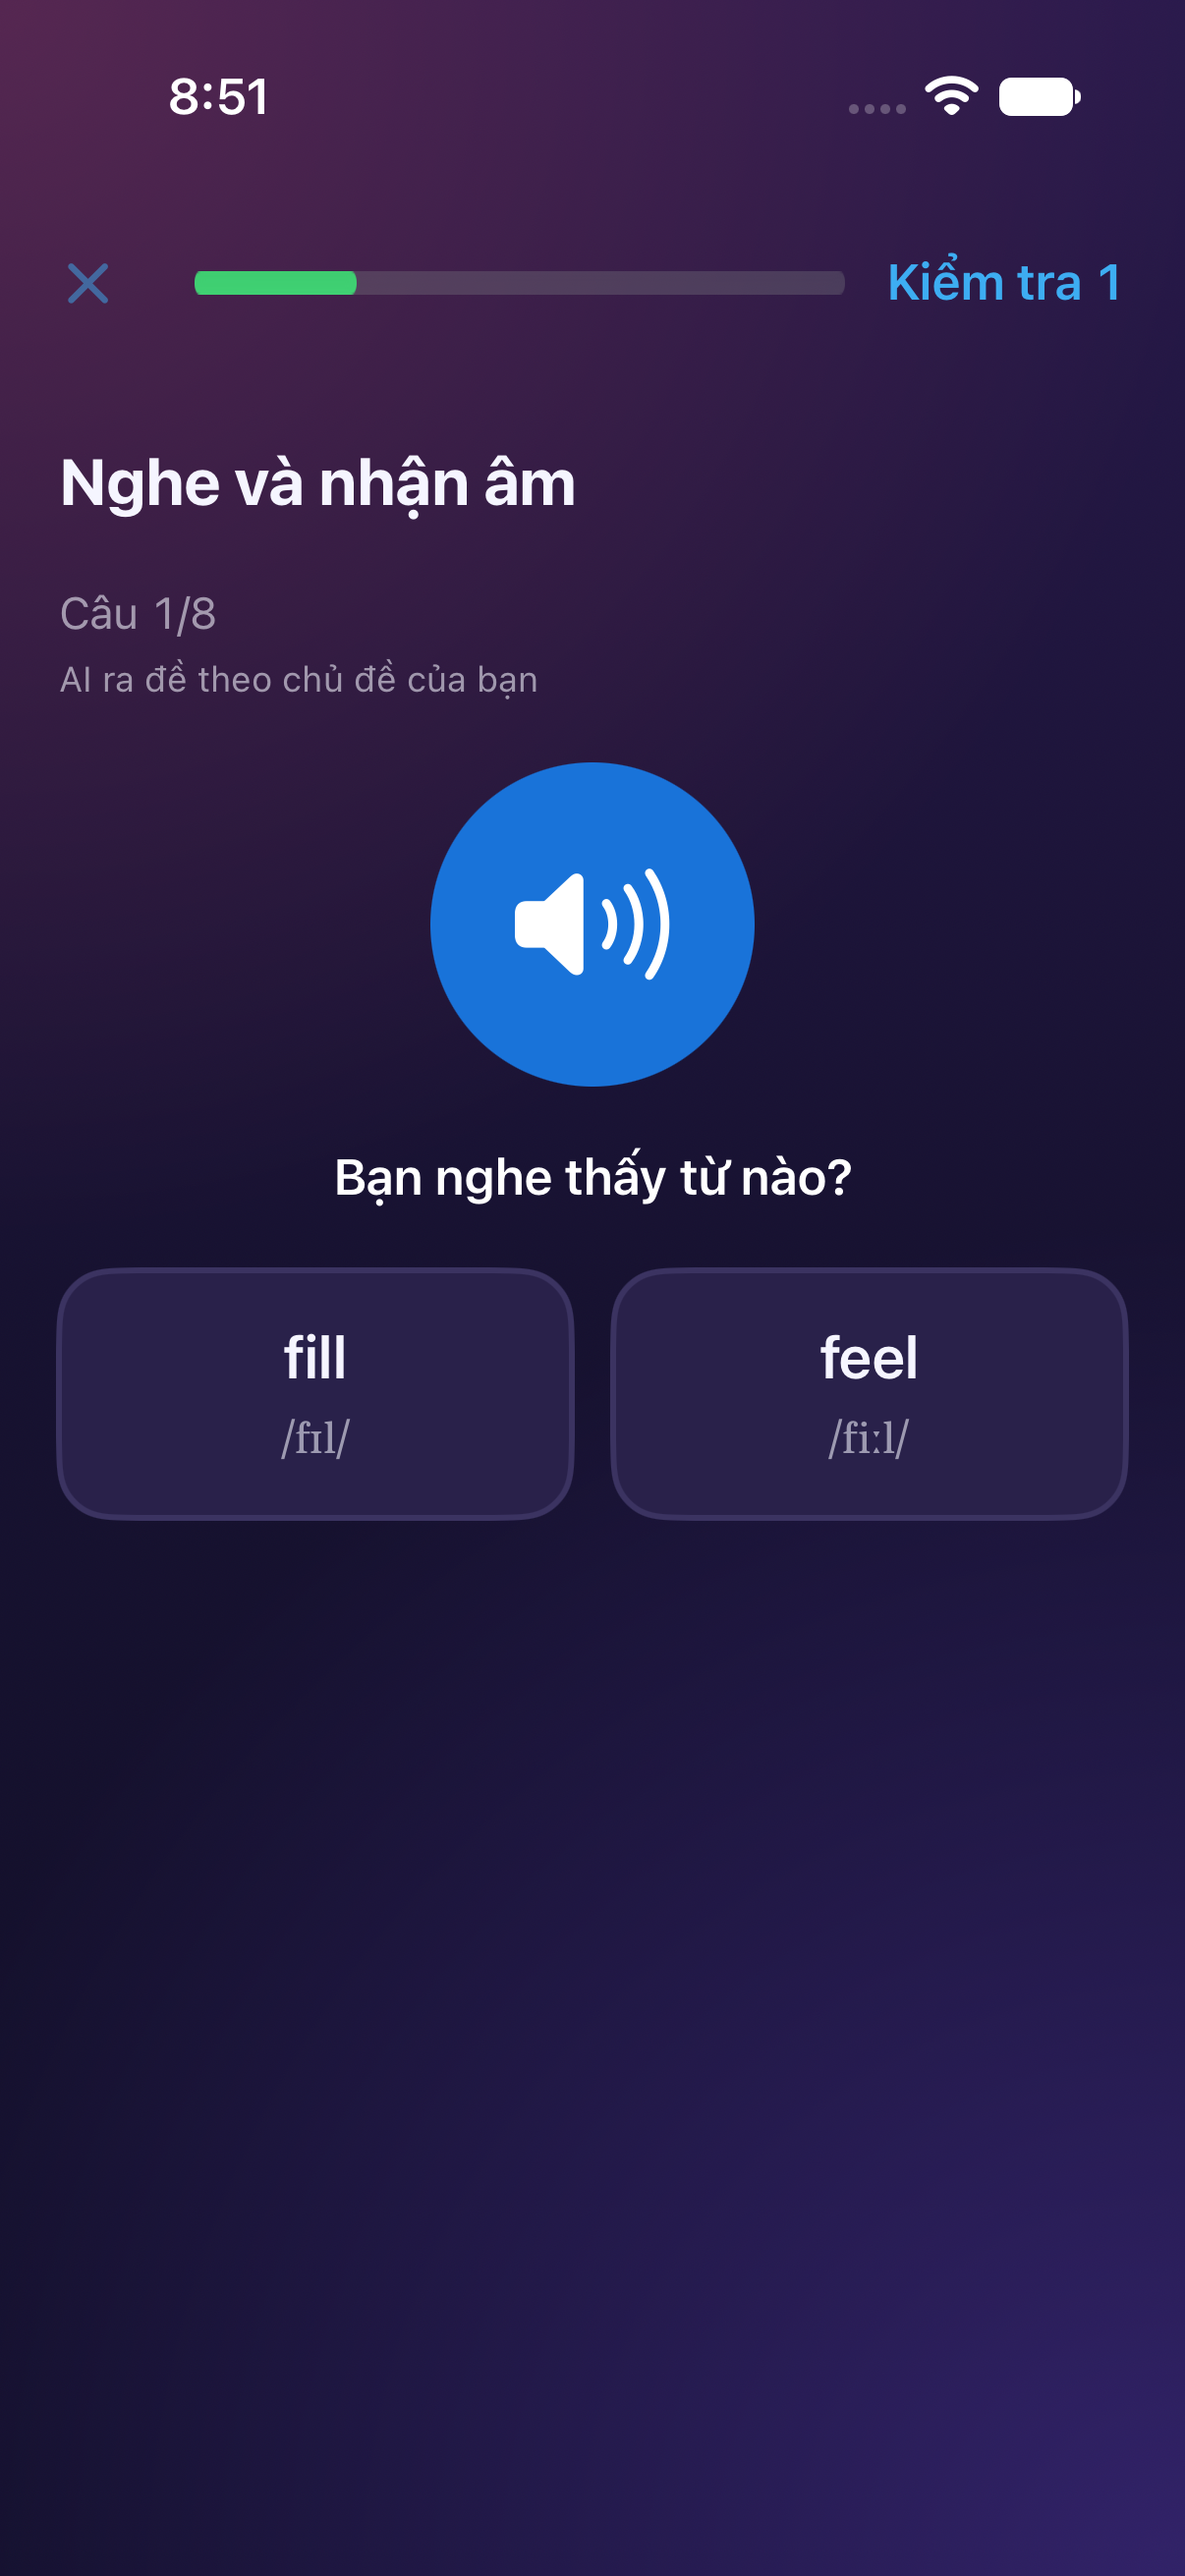 8:51
Kiểm tra 1
Nghe và nhận âm
Câu 1/8
AI ra đề theo chủ đề của bạn
Bạn nghe thấy từ nào?
fill
feel
/fɪl/
/fiːl/